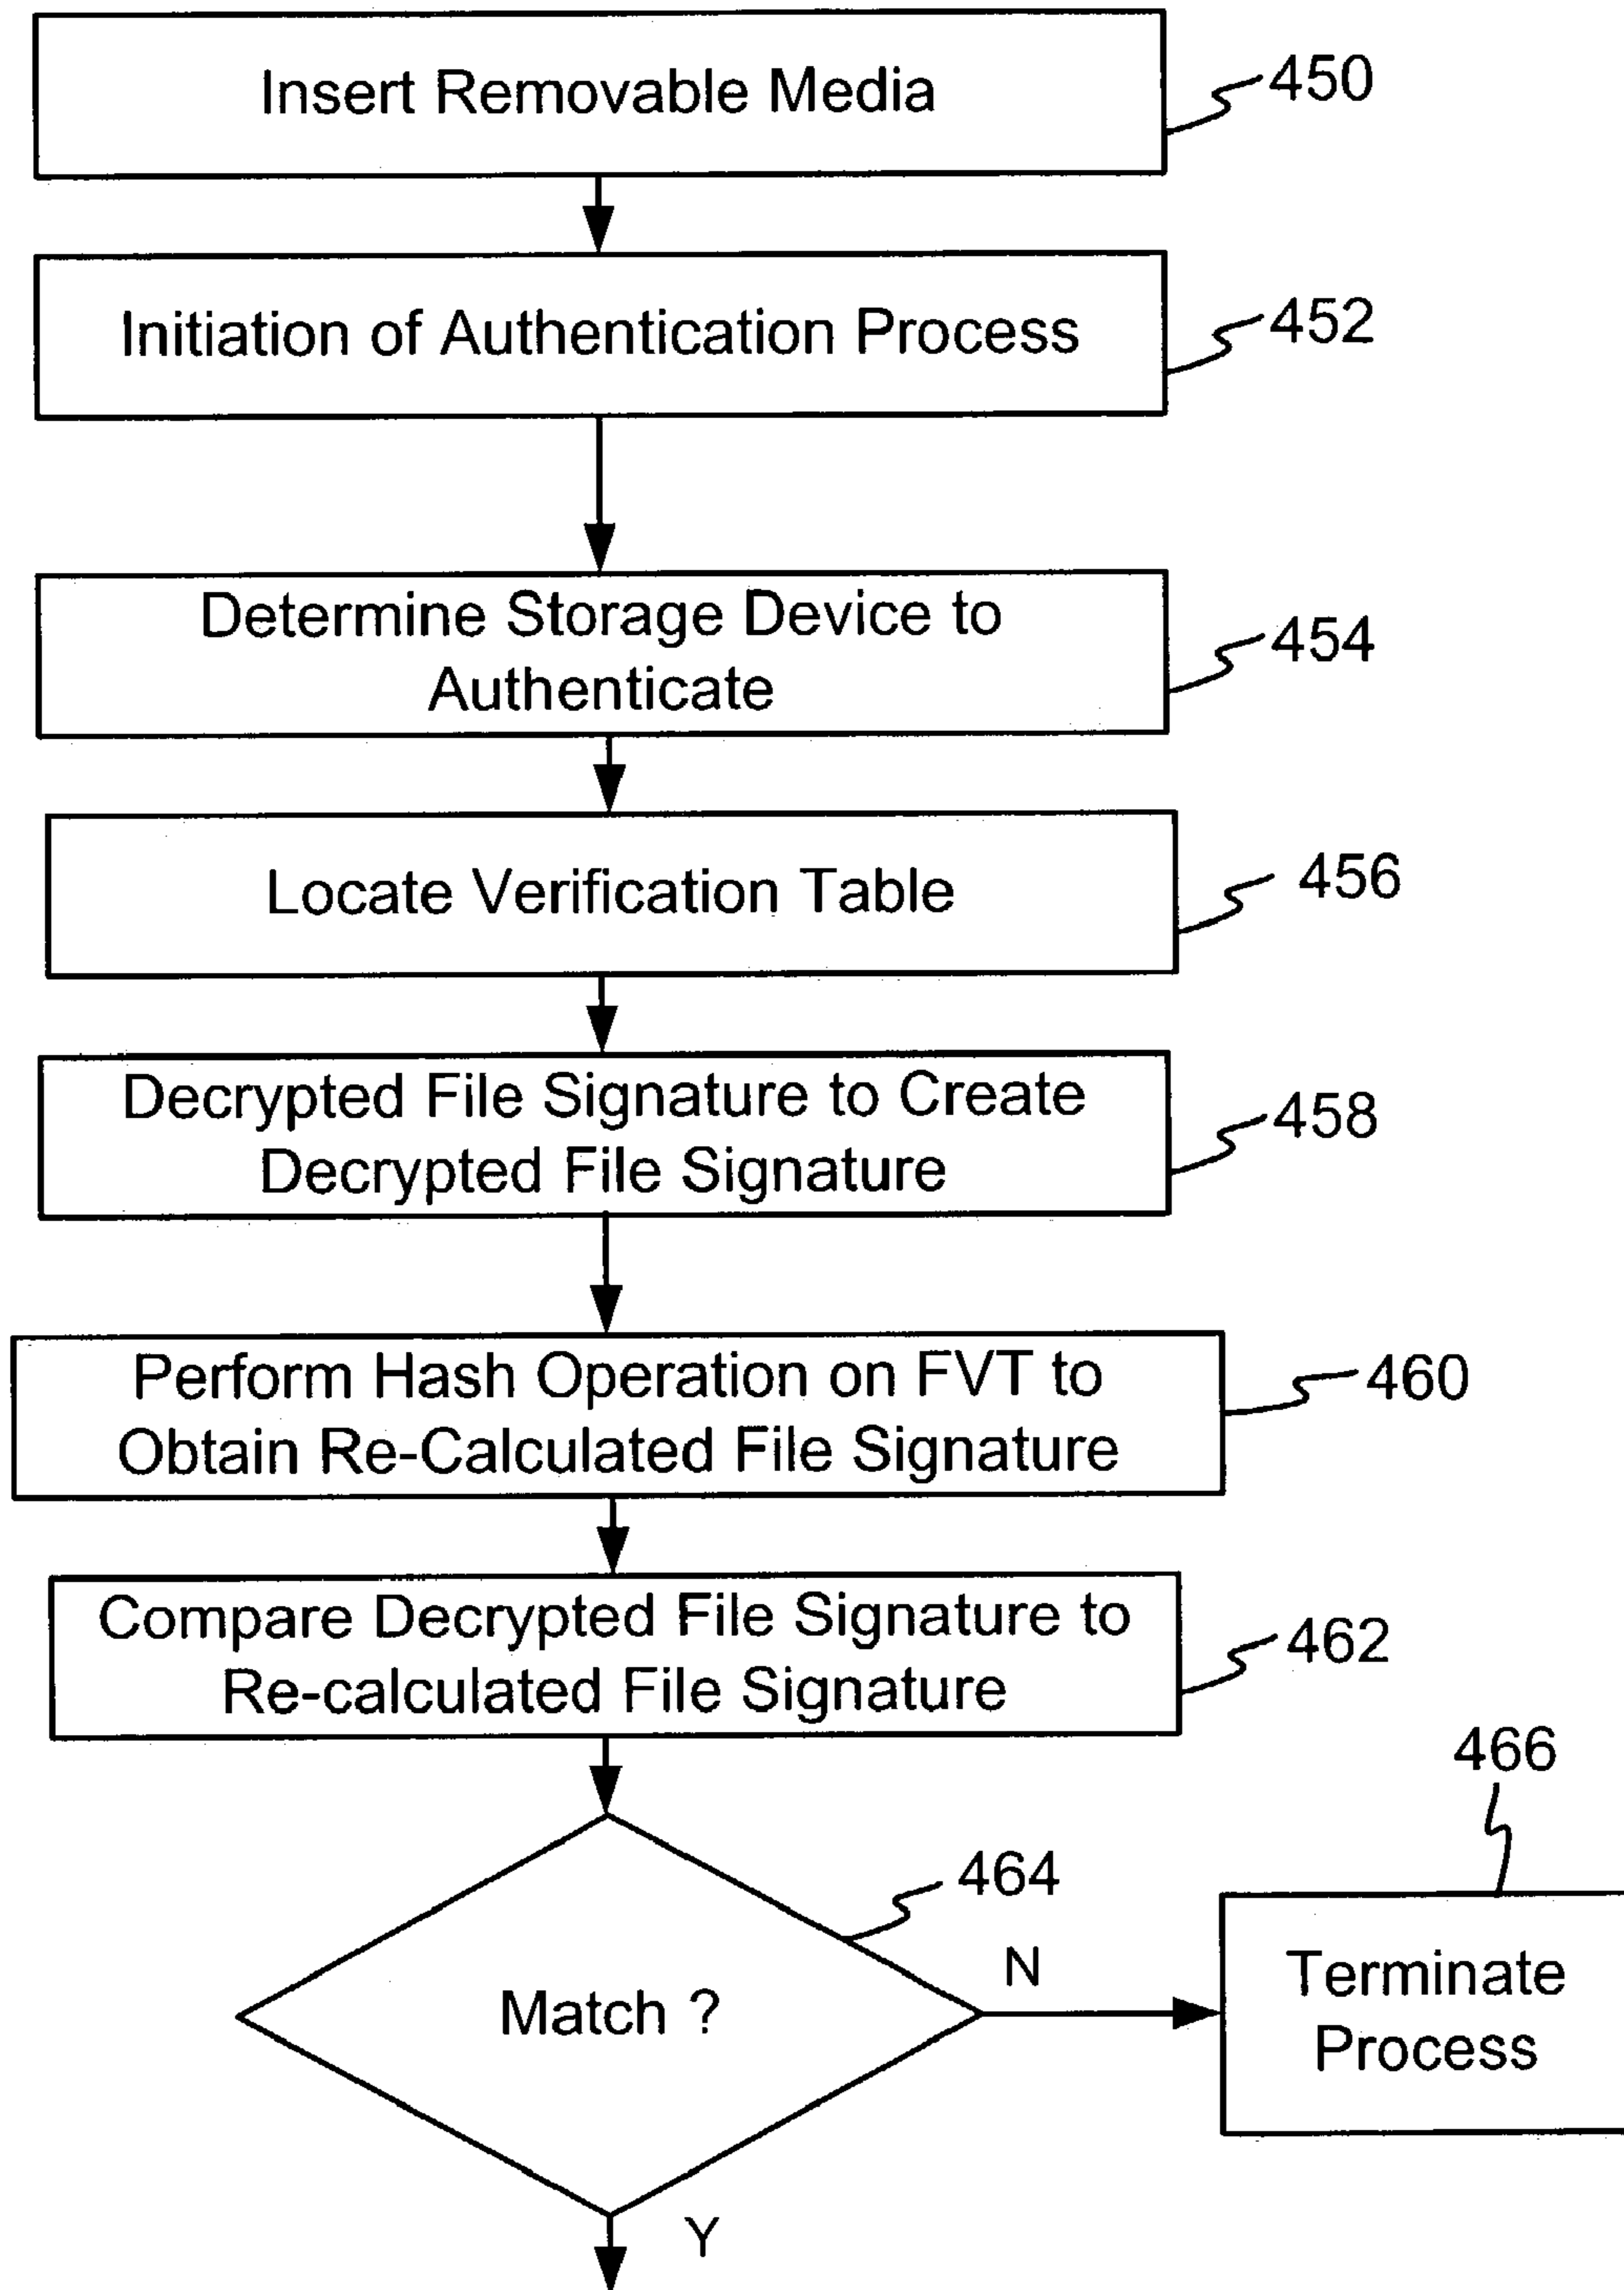 Insert Removable Media
450
Initiation of Authentication Process
452
Determine Storage Device to
Authenticate
454
Locate Verification Table
456
Decrypted File Signature to Create
Decrypted File Signature
458
Perform Hash Operation on FVT to
Obtain Re-Calculated File Signature
460
Compare Decrypted File Signature to
Re-calculated File Signature
462
466
464
Match ?
N
Terminate
Process
Y